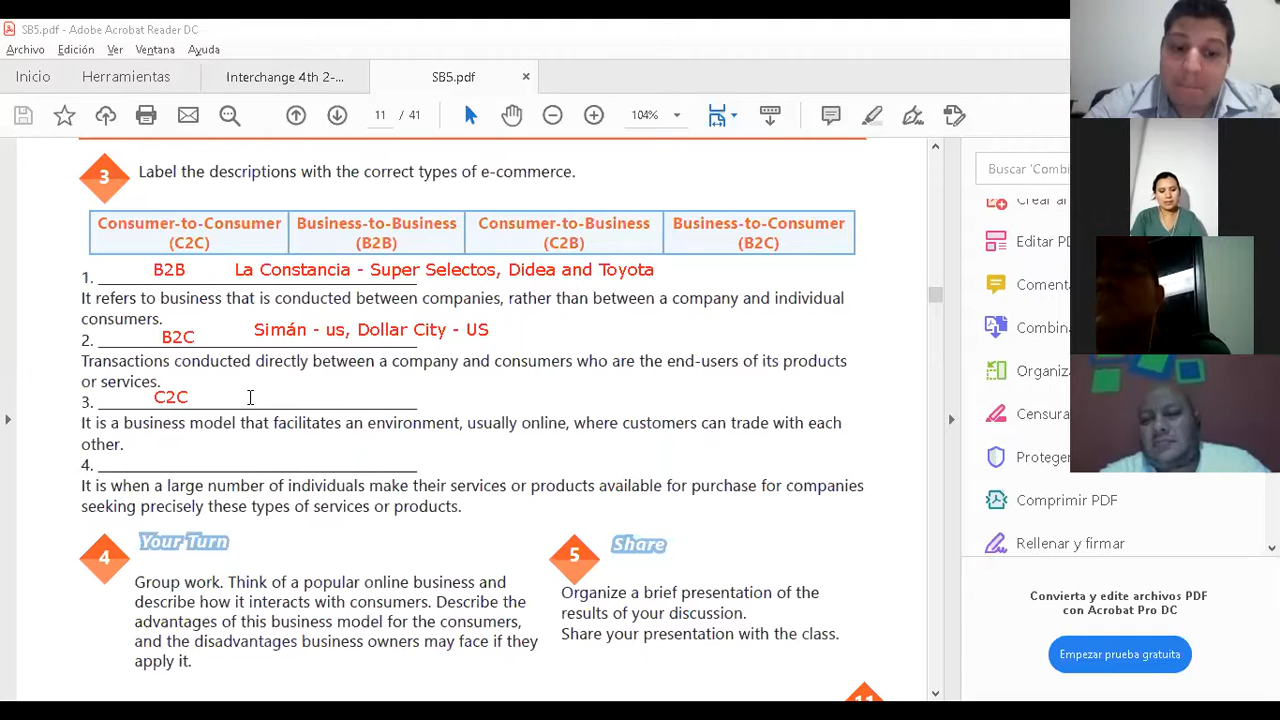 SB5.pdf - Adobe Acrobat Reader DC
Archivo Edición Ver Ventana Ayuda
Inicio Herramientas Interchange 4th 2-... SB5.pdf ×
11 / 41 104%
3 Label the descriptions with the correct types of e-commerce.
Consumer-to-Consumer (C2C)
Business-to-Business (B2B)
Consumer-to-Business (C2B)
Business-to-Consumer (B2C)
B2B La Constancia - Super Selectos, Didea and Toyota
1. ________________
It refers to business that is conducted between companies, rather than between a company and individual
consumers.
B2C Simán - us, Dollar City - US
2. ________________
Transactions conducted directly between a company and consumers who are the end-users of its products
or services.
C2C
3. ________________
It is a business model that facilitates an environment, usually online, where customers can trade with each
other.
4. ________________
It is when a large number of individuals make their services or products available for purchase for companies
seeking precisely these types of services or products.
4 Your Turn
Group work. Think of a popular online business and
describe how it interacts with consumers. Describe the
advantages of this business model for the consumers,
and the disadvantages business owners may face if they
apply it.
5 Share
Organize a brief presentation of the
results of your discussion.
Share your presentation with the class.
11
Buscar 'Combi
Crear ar
Editar PD
Comenta
Combina
Organiza
Censura
Proteger
Comprimir PDF
Rellenar y firmar
Convierta y edite archivos PDF
con Acrobat Pro DC
Empezar prueba gratuita